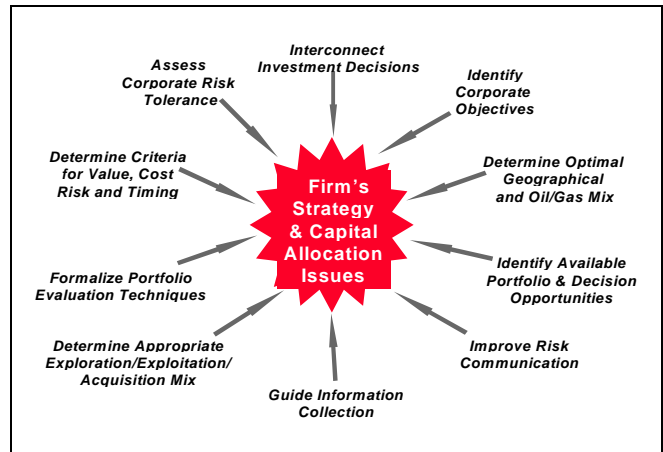 Interconnect
Investment Decisions
Identify
Corporate
Objectives
Determine Optimal
Geographical
and Oil/Gas Mix
Identify Available
Portfolio & Decision
Opportunities
Improve Risk
Communication
Guide Information
Collection
Determine Appropriate
Exploration/Exploitation/
Acquisition Mix
Formalize Portfolio
Evaluation Techniques
Determine Criteria
for Value, Cost
Risk and Timing
Assess
Corporate Risk
Tolerance
Firm's
Strategy
& Capital
Allocation
Issues